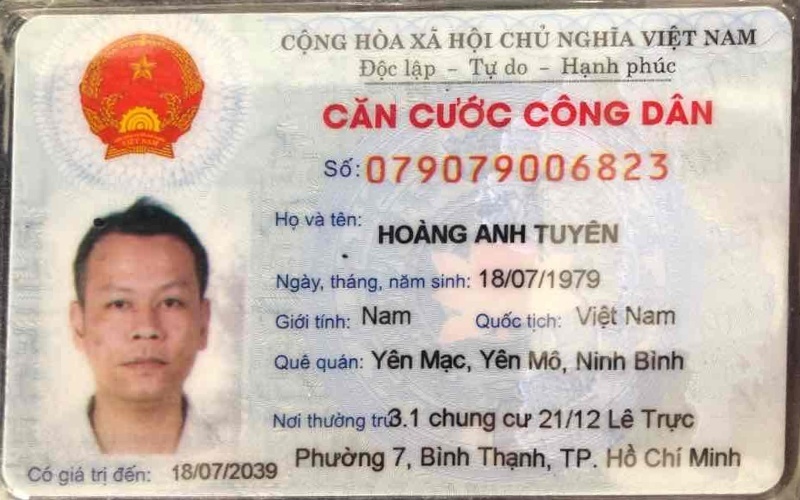 CỘNG HÒA XÃ HỘI CHỦ NGHĨA VIỆT NAM
Độc lập - Tự do - Hạnh phúc
CĂN CƯỚC CÔNG DÂN
Số: 079079006823
Họ và tên: HOÀNG ANH TUYÊN
Ngày, tháng, năm sinh: 18/07/1979
Giới tính: Nam Quốc tịch: Việt Nam
Quê quán: Yên Mạc, Yên Mô, Ninh Bình
Nơi thường trú: 3.1 chung cư 21/12 Lê Trực
Phường 7, Bình Thạnh, TP. Hồ Chí Minh
Có giá trị đến: 18/07/2039
VIỆT NAM